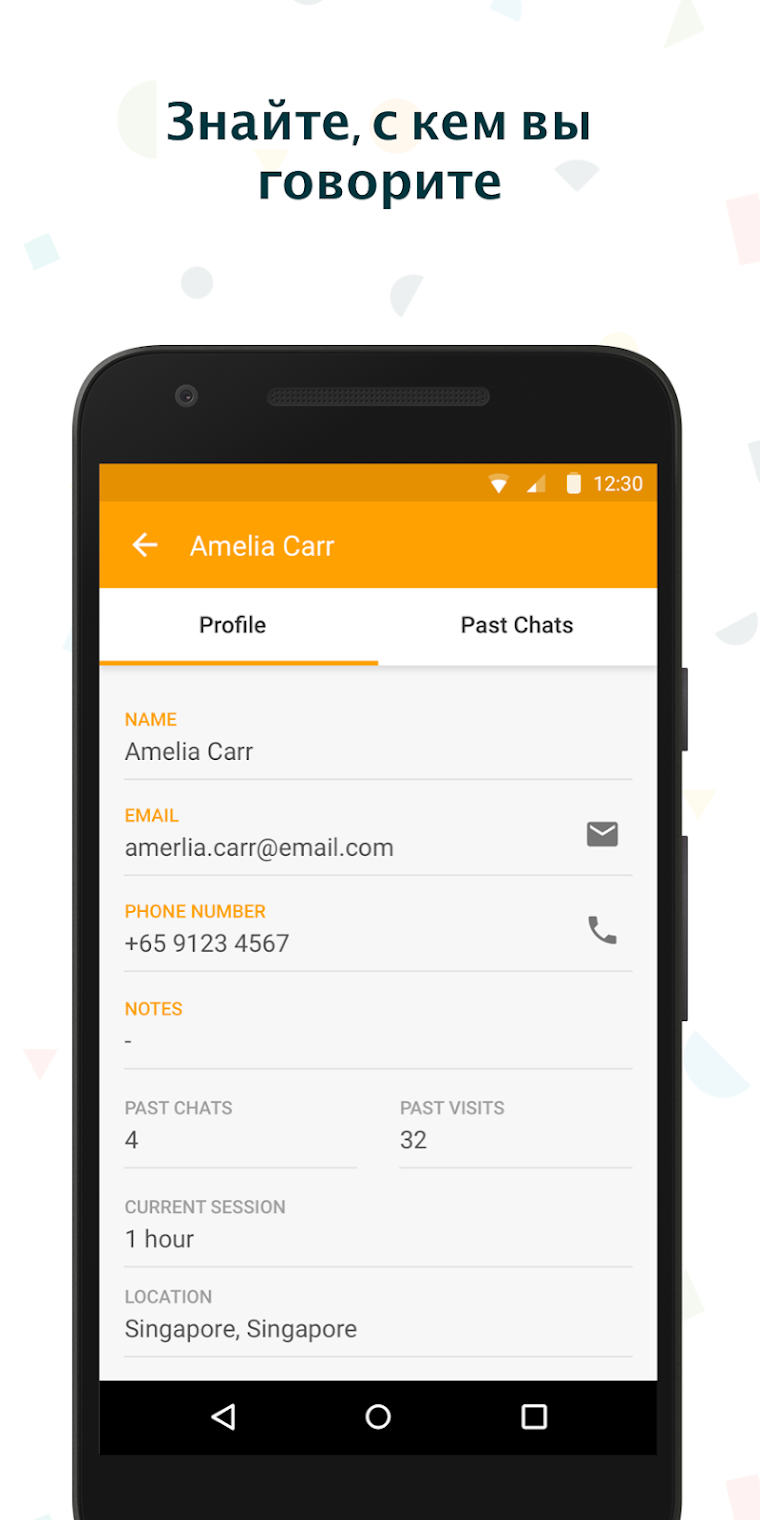 Знайте, с кем вы
говорите
12:30
Amelia Carr
Profile
Past Chats
NAME
Amelia Carr
EMAIL
amerlia.carr@email.com
PHONE NUMBER
+65 9123 4567
NOTES
-
PAST CHATS
PAST VISITS
4
32
CURRENT SESSION
1 hour
LOCATION
Singapore, Singapore